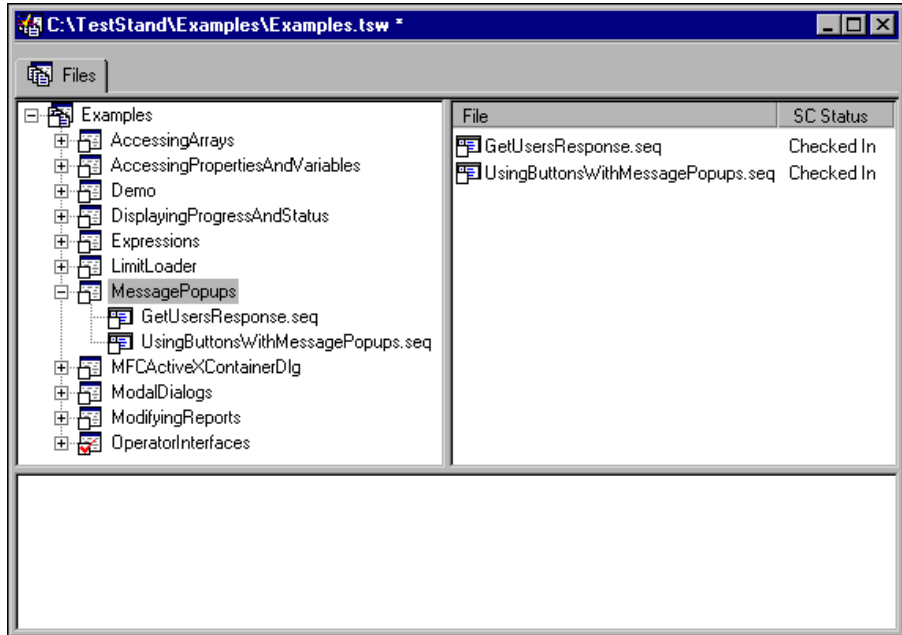 C:\TestStand\Examples\Examples.tsw *
Files
Examples
AccessingArrays
AccessingPropertiesAndVariables
Demo
DisplayingProgressAndStatus
Expressions
LimitLoader
MessagePopups
GetUsersResponse.seq
UsingButtonsWithMessagePopups.seq
MFCActiveXContainerDlg
ModalDialogs
ModifyingReports
OperatorInterfaces
File SC Status
GetUsersResponse.seq Checked In
UsingButtonsWithMessagePopups.seq Checked In